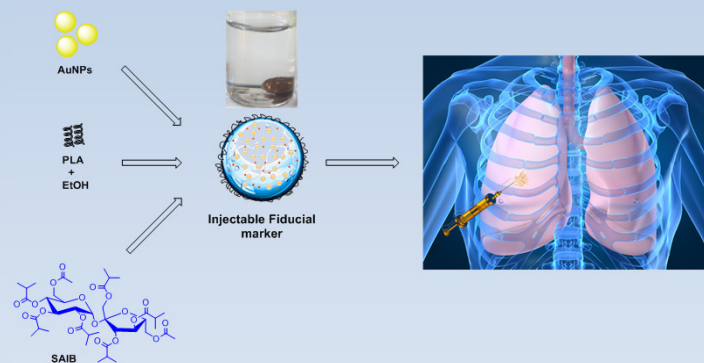 AuNPs
PLA
+
EtOH
Injectable Fiducial
marker
SAIB